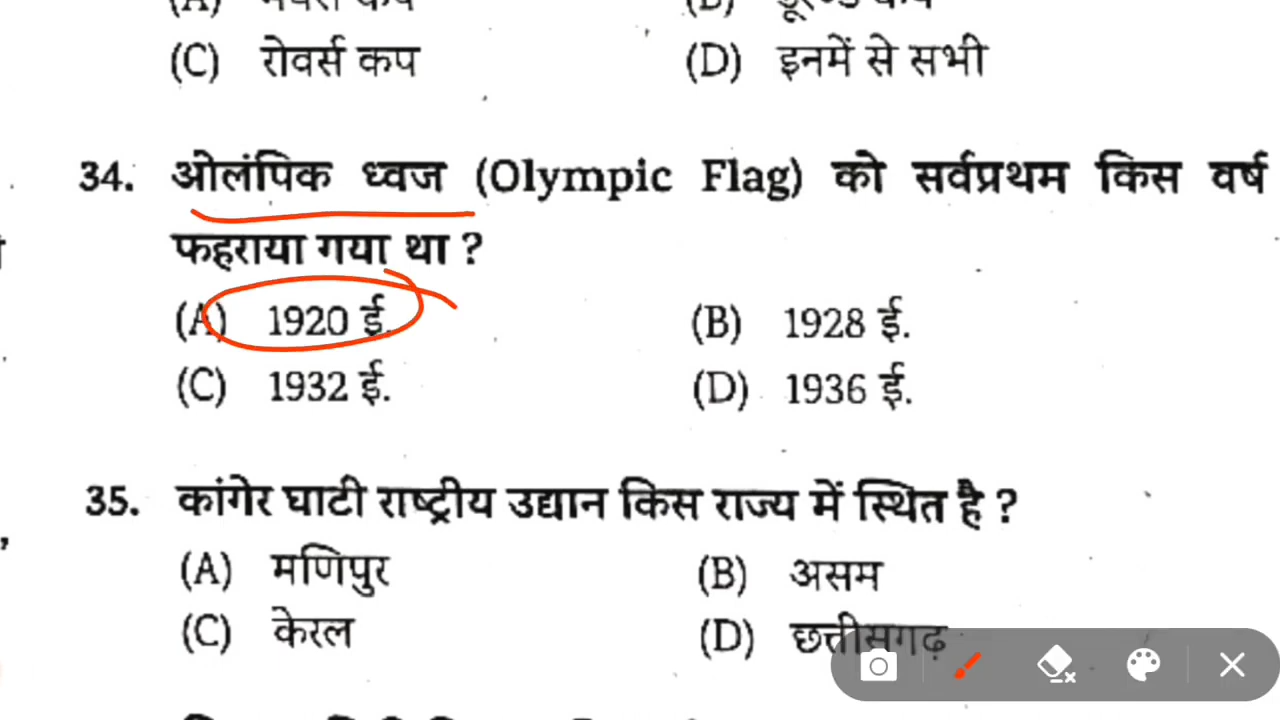 (C) रोवर्स कप (D) इनमें से सभी
34. ओलंपिक ध्वज (Olympic Flag) को सर्वप्रथम किस वर्ष
फहराया गया था ?
(A) 1920 ई. (B) 1928 ई.
(C) 1932 ई. (D) 1936 ई.
35. कांगेर घाटी राष्ट्रीय उद्यान किस राज्य में स्थित है ?
(A) मणिपुर (B) असम
(C) केरल (D) छत्तीसगढ़